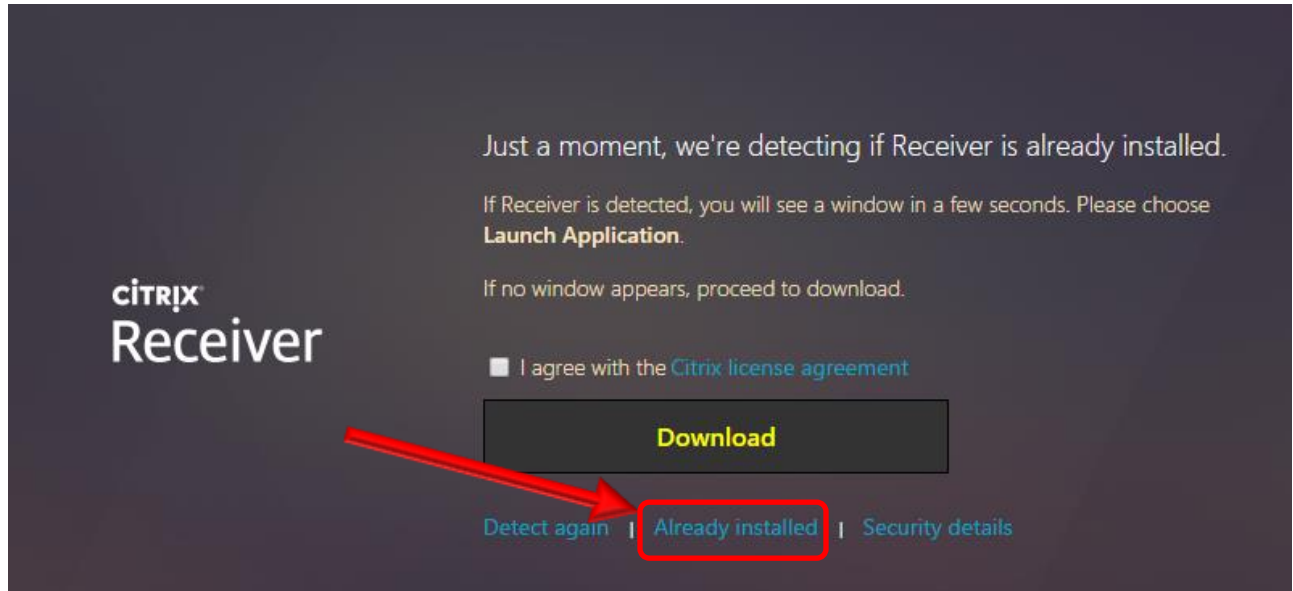 Just a moment, we're detecting if Receiver is already installed.
If Receiver is detected, you will see a window in a few seconds. Please choose
Launch Application.
If no window appears, proceed to download.
CİTRỊX
Receiver
I agree with the Citrix license agreement
Download
Detect again | Already installed | Security details